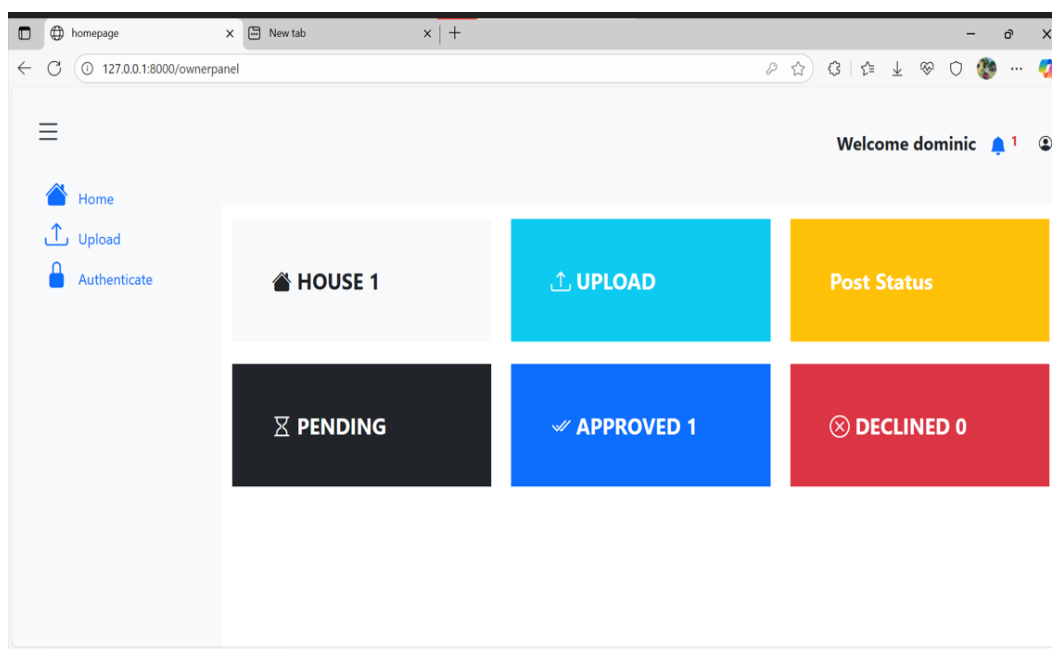 homepage
New tab
127.0.0.1:8000/ownerpanel
Welcome dominic 1
Home
Upload
Authenticate
HOUSE 1
UPLOAD
Post Status
PENDING
APPROVED 1
DECLINED 0